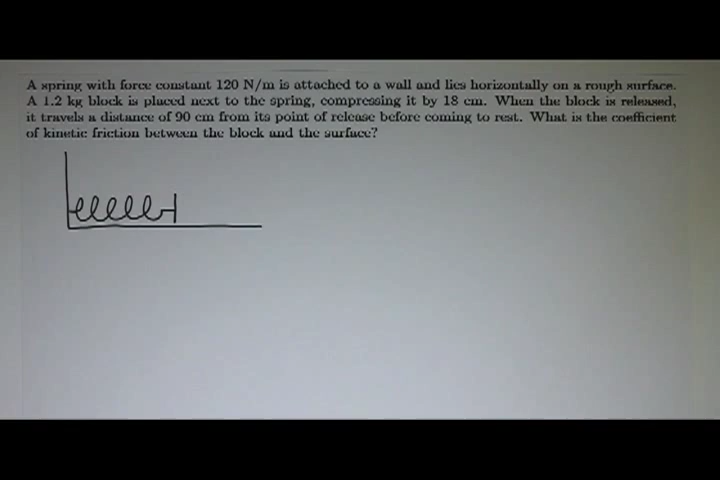 A spring with force constant 120 N/m is attached to a wall and lies horizontally on a rough surface.
A 1.2 kg block is placed next to the spring, compressing it by 18 cm. When the block is released,
it travels a distance of 90 cm from its point of release before coming to rest. What is the coefficient
of kinetic friction between the block and the surface?